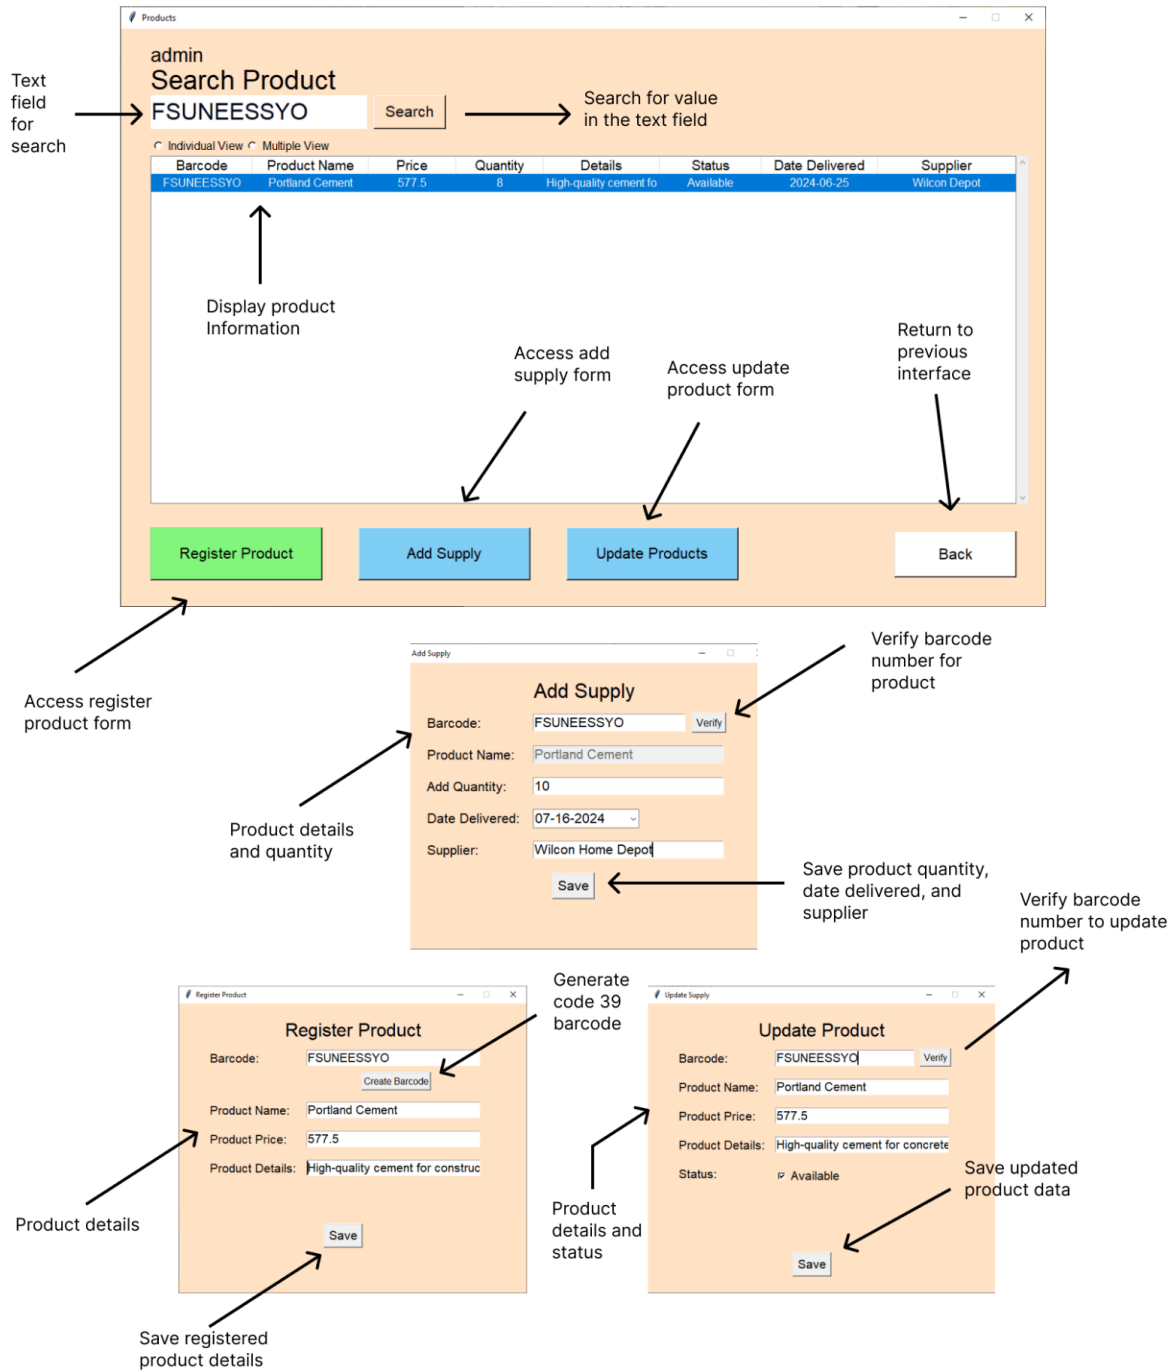 Products
admin
Search Product
Text
field
for
search
FSUNEESSYO
Search
Search for value
in the text field
Individual View Multiple View
Barcode Product Name Price Quantity Details Status Date Delivered Supplier
FSUNEESSYO Portland Cement 577.5 8 High-quality cement fo Available 2024-06-25 Wilcon Depot
Display product
Information
Access add
supply form
Access update
product form
Return to
previous
interface
Register Product
Add Supply
Update Products
Back
Access register
product form
Add Supply
Add Supply
Barcode: FSUNEESSYO Verify
Product Name: Portland Cement
Add Quantity: 10
Date Delivered: 07-16-2024
Supplier: Wilcon Home Depot
Save
Verify barcode
number for
product
Product details
and quantity
Save product quantity,
date delivered, and
supplier
Verify barcode
number to update
product
Generate
code 39
barcode
Register Product
Register Product
Barcode: FSUNEESSYO
Create Barcode
Product Name: Portland Cement
Product Price: 577.5
Product Details: High-quality cement for construc
Save
Product details
Save registered
product details
Update Supply
Update Product
Barcode: FSUNEESSYO Verify
Product Name: Portland Cement
Product Price: 577.5
Product Details: High-quality cement for concrete
Status: Available
Save
Product
details and
status
Save updated
product data